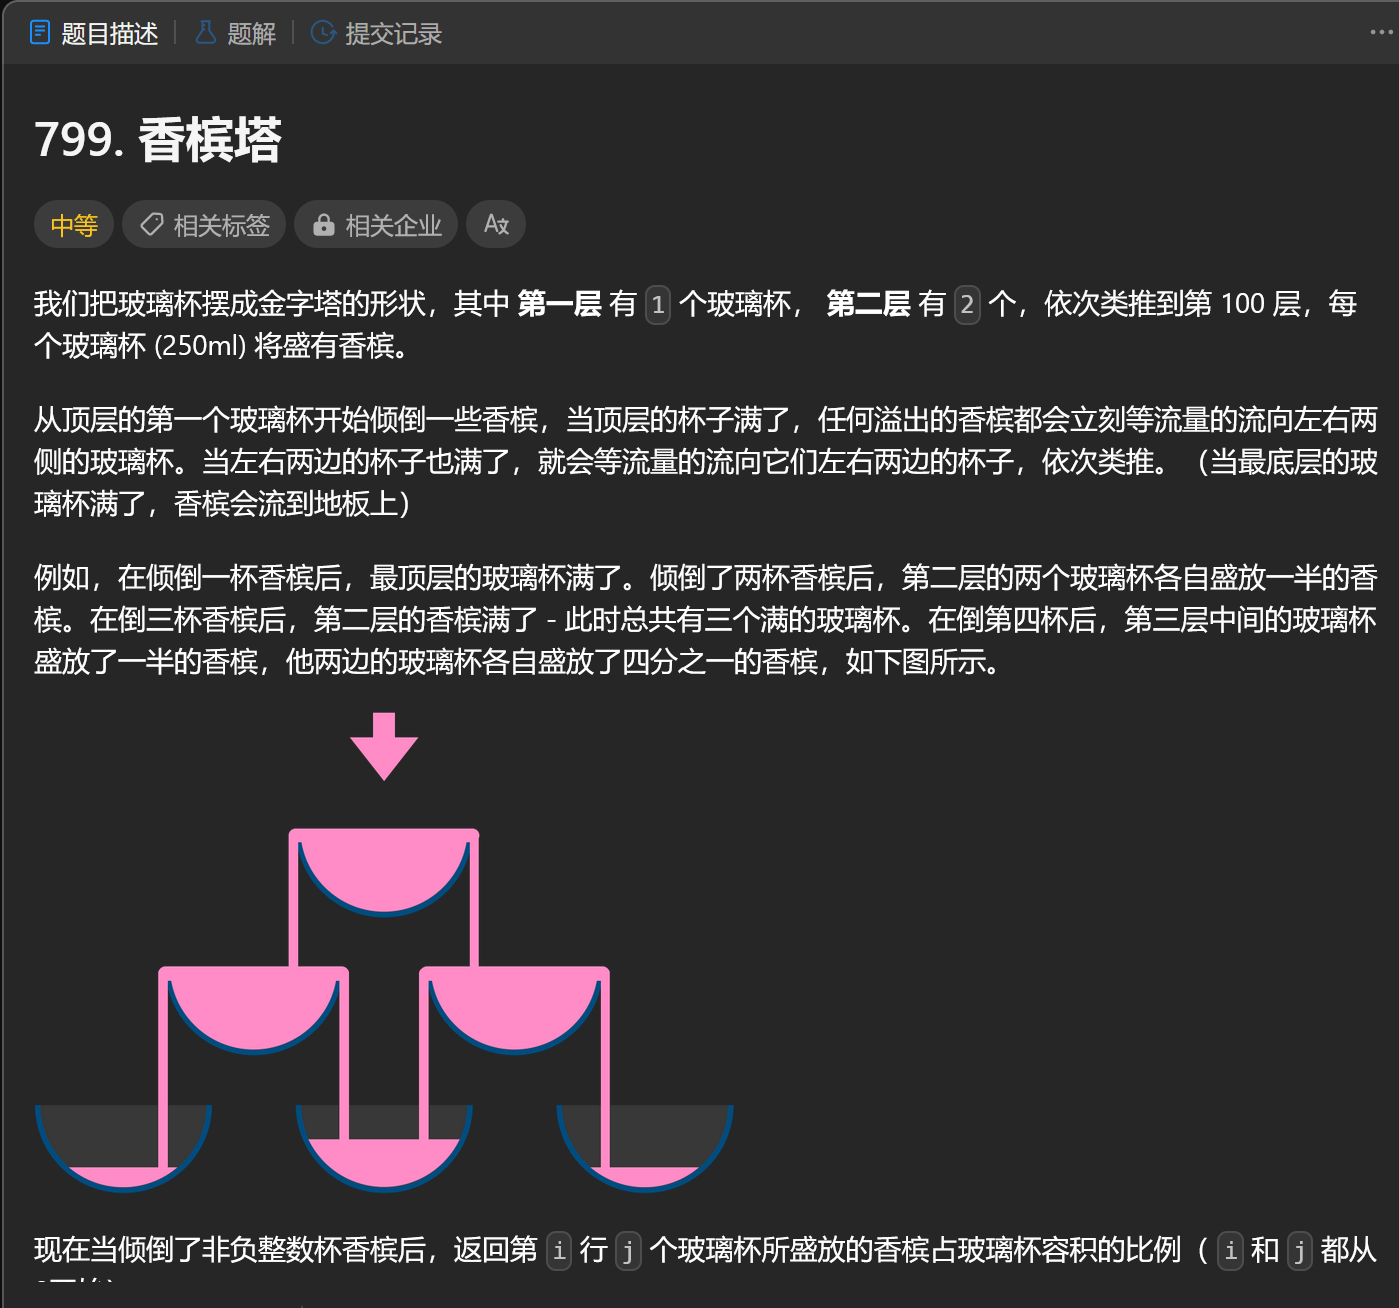 题目描述 | 题解 | 提交记录
799. 香槟塔
中等 相关标签 相关企业
我们把玻璃杯摆成金字塔的形状，其中 第一层 有 1 个玻璃杯， 第二层 有 2 个，依次类推到第 100 层，每
个玻璃杯 (250ml) 将盛有香槟。
从顶层的第一个玻璃杯开始倾倒一些香槟，当顶层的杯子满了，任何溢出的香槟都会立刻等流量的流向左右两
侧的玻璃杯。当左右两边的杯子也满了，就会等流量的流向它们左右两边的杯子，依次类推。（当最底层的玻
璃杯满了，香槟会流到地板上）
例如，在倾倒一杯香槟后，最顶层的玻璃杯满了。倾倒了两杯香槟后，第二层的两个玻璃杯各自盛放一半的香
槟。在倒三杯香槟后，第二层的香槟满了 - 此时总共有三个满的玻璃杯。在倒第四杯后，第三层中间的玻璃杯
盛放了一半的香槟，他两边的玻璃杯各自盛放了四分之一的香槟，如下图所示。
现在当倾倒了非负整数杯香槟后，返回第 i 行 j 个玻璃杯所盛放的香槟占玻璃杯容积的比例（ i 和 j 都从